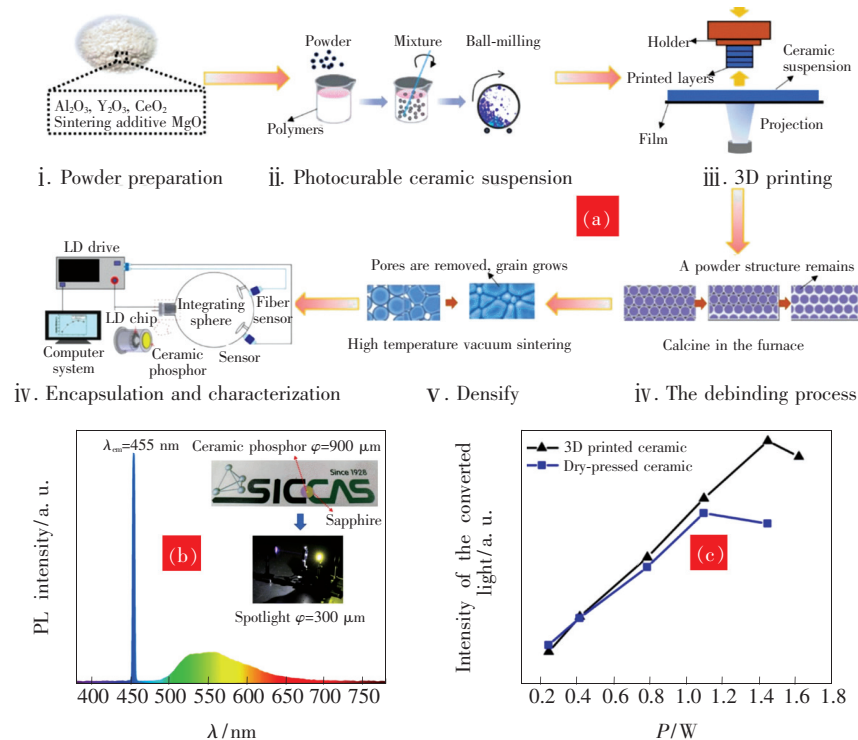 Al₂O₃, Y₂O₃, CeO₂
Sintering additive MgO
ⅰ. Powder preparation
Powder
Mixture
Ball-milling
Polymers
ⅱ. Photocurable ceramic suspension
Holder
Printed layers
Ceramic
suspension
Film
Projection
ⅲ. 3D printing
(a)
LD drive
Integrating
sphere
Fiber
sensor
LD chip
Computer
system
Ceramic
phosphor
Sensor
ⅳ. Encapsulation and characterization
Pores are removed, grain grows
High temperature vacuum sintering
ⅴ. Densify
A powder structure remains
Calcine in the furnace
ⅳ. The debinding process
PL intensity/a. u.
λem=455 nm
Ceramic phosphor φ=900 μm
Since 1928
SICCAS
Sapphire
(b)
Spotlight φ=300 μm
400 450 500 550 600 650 700 750
λ/nm
Intensity of the converted
light/a. u.
3D printed ceramic
Dry-pressed ceramic
(c)
0.2 0.4 0.6 0.8 1.0 1.2 1.4 1.6 1.8
P/W